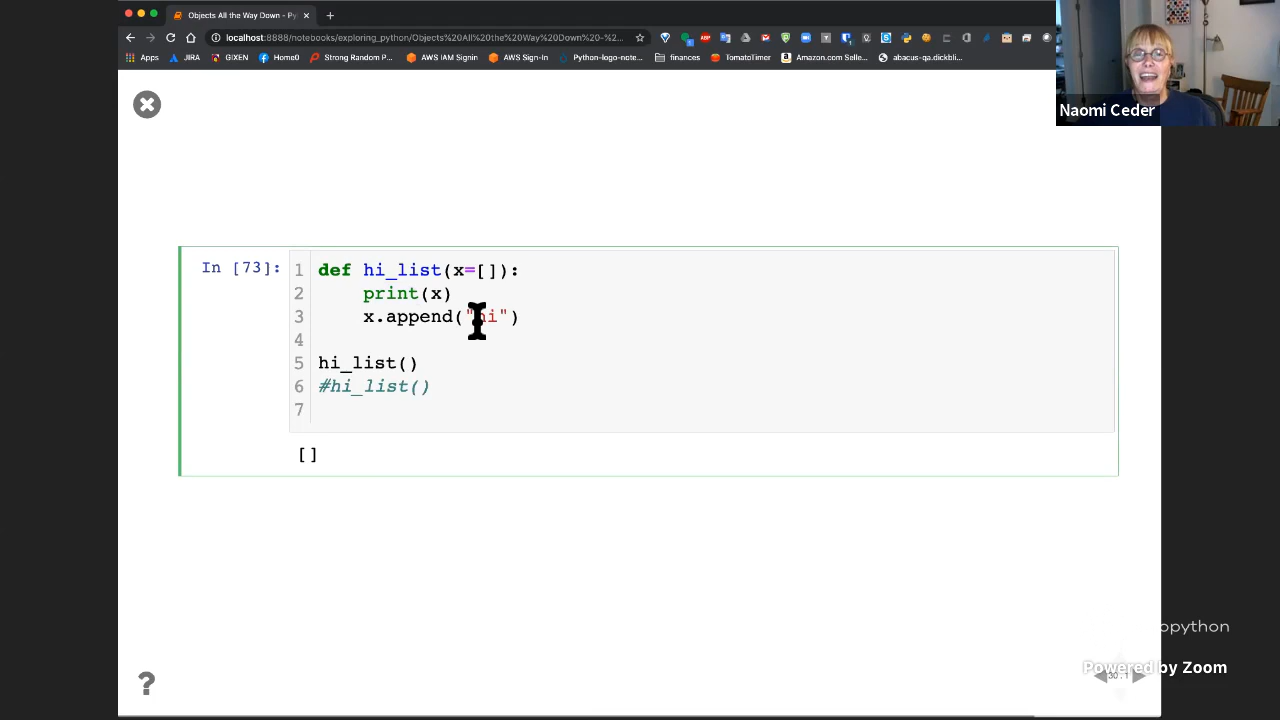 Objects All the Way Down - Py
localhost:8888/notebooks/exploring_python/Objects%20All%20the%20Way%20Down%20-%2...
Apps JIRA GIXEN Home0 Strong Random P... AWS IAM Signin AWS Sign-In Python-logo-note... finances TomatoTimer Amazon.com Selle... abacus-qa.dickbli...
Naomi Ceder
In [73]:
1 def hi_list(x=[]):
2 print(x)
3 x.append("hi")
4
5 hi_list()
6 #hi_list()
7
[]
opython
Powered by Zoom
30.1
?